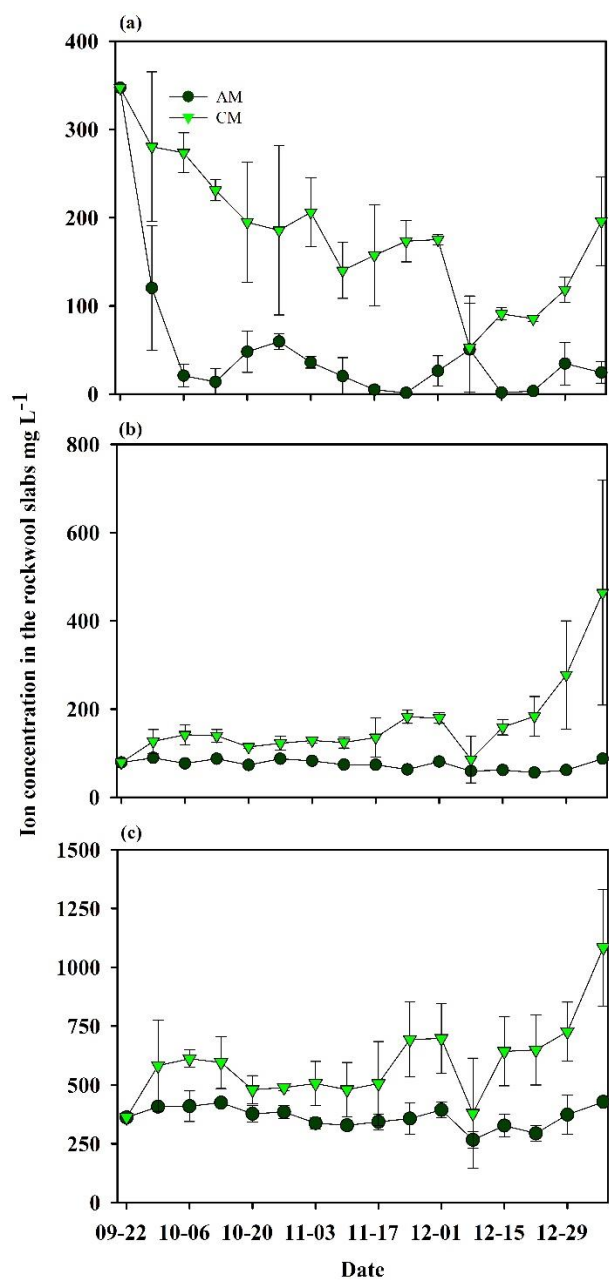 (a)
400
300
200
100
0
AM
CM
(b)
800
600
400
200
0
Ion concentration in the rockwool slabs mg L⁻¹
(c)
1500
1250
1000
750
500
250
0
09-22 10-06 10-20 11-03 11-17 12-01 12-15 12-29
Date